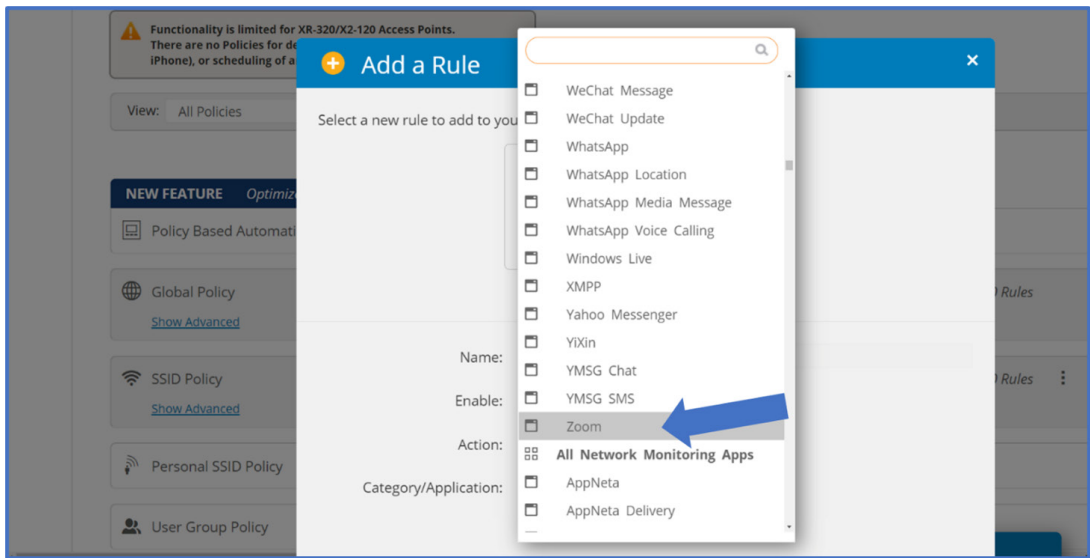 Functionality is limited for XR-320/X2-120 Access Points.
There are no Policies for de
iPhone), or scheduling of a
Add a Rule
View: All Policies
Select a new rule to add to you
NEW FEATURE Optimiz
Policy Based Automati
Global Policy
Show Advanced
Rules
SSID Policy
Show Advanced
Rules
Personal SSID Policy
User Group Policy
Name:
Enable:
Action:
Category/Application:
WeChat Message
WeChat Update
WhatsApp
WhatsApp Location
WhatsApp Media Message
WhatsApp Voice Calling
Windows Live
XMPP
Yahoo Messenger
YiXin
YMSG Chat
YMSG SMS
Zoom
All Network Monitoring Apps
AppNeta
AppNeta Delivery